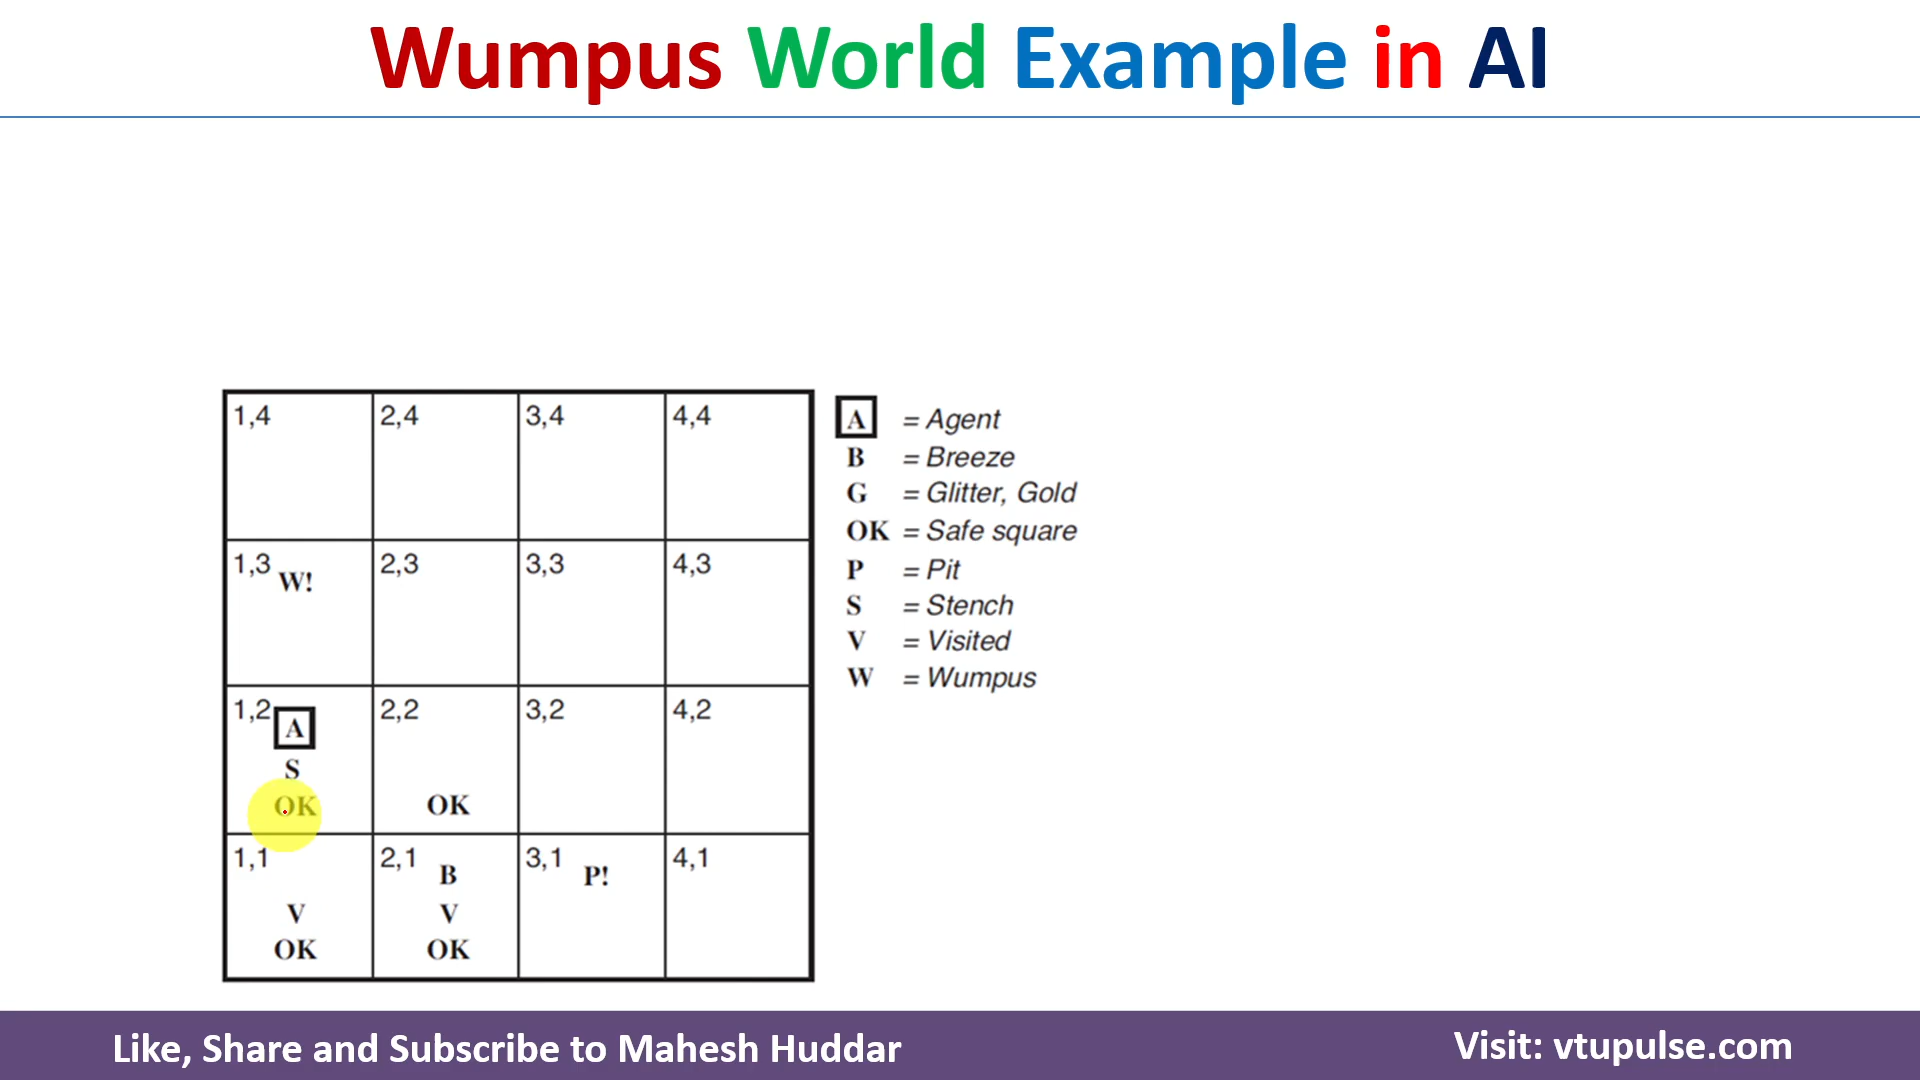 Wumpus World Example in AI
1,4 2,4 3,4 4,4
1,3 W! 2,3 3,3 4,3
1,2 A 2,2 3,2 4,2
S
OK OK
1,1 2,1 B 3,1 P! 4,1
V V
OK OK
A = Agent
B = Breeze
G = Glitter, Gold
OK = Safe square
P = Pit
S = Stench
V = Visited
W = Wumpus
Like, Share and Subscribe to Mahesh Huddar
Visit: vtupulse.com